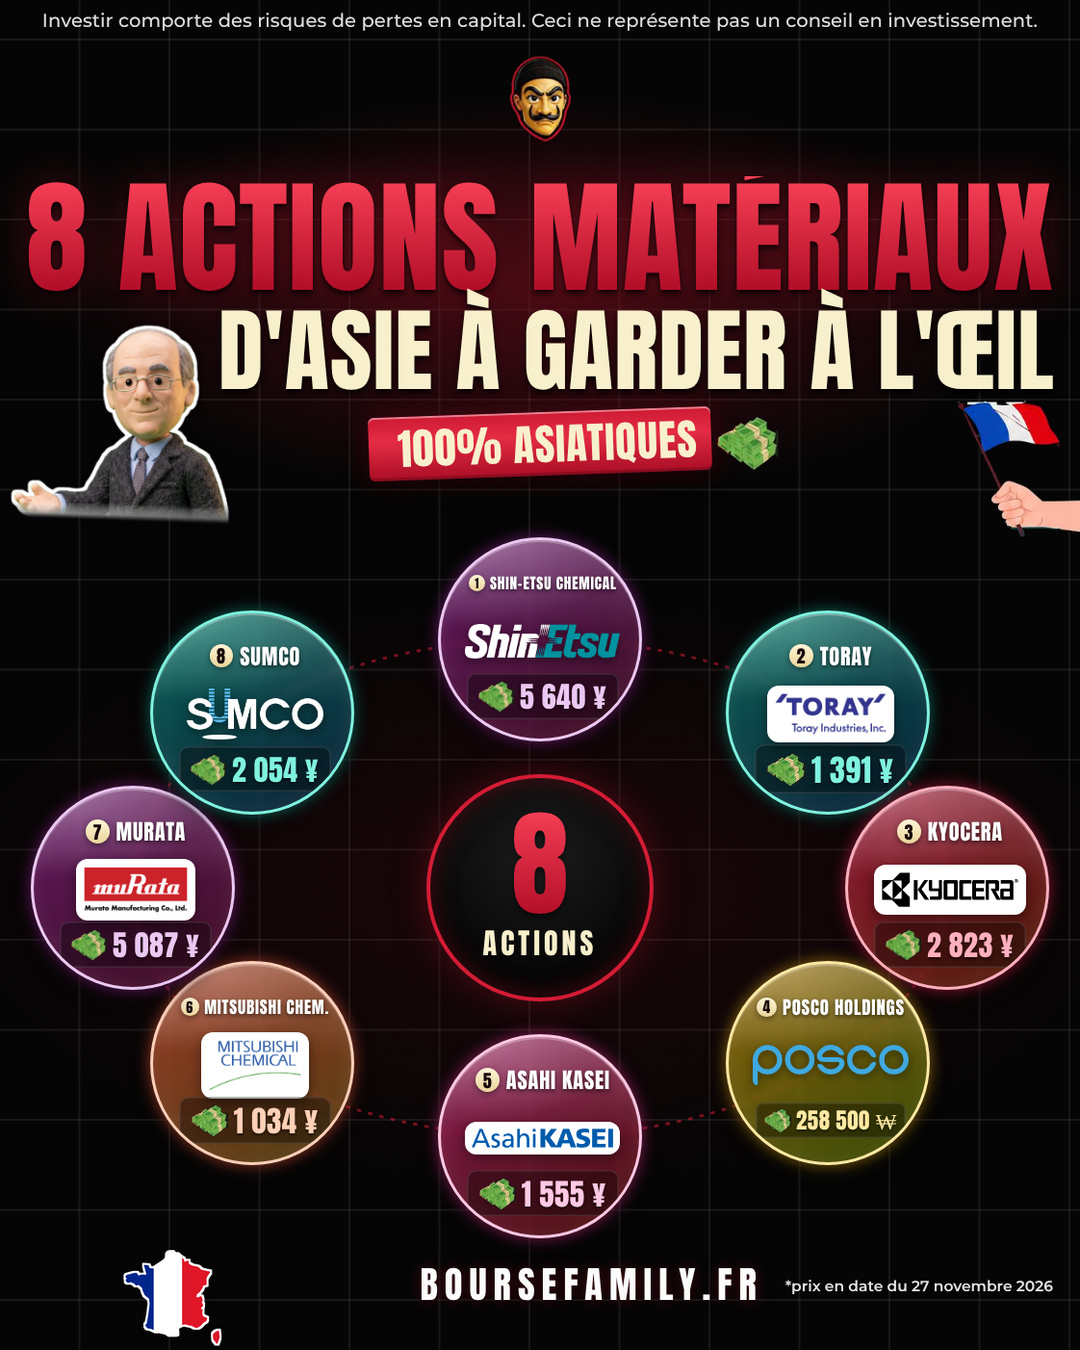 Investir comporte des risques de pertes en capital. Ceci ne représente pas un conseil en investissement.
8 ACTIONS MATÉRIAUX
D'ASIE À GARDER À L'ŒIL
100% ASIATIQUES
1 SHIN-ETSU CHEMICAL
ShinEtsu
5 640 ¥
2 TORAY
'TORAY'
Toray Industries, Inc.
1 391 ¥
3 KYOCERA
KYOCERA
2 823 ¥
4 POSCO HOLDINGS
posco
258 500 ₩
5 ASAHI KASEI
AsahiKASEI
1 555 ¥
6 MITSUBISHI CHEM.
MITSUBISHI
CHEMICAL
1 034 ¥
7 MURATA
muRata
Murata Manufacturing Co., Ltd.
5 087 ¥
8 SUMCO
SUMCO
2 054 ¥
8
ACTIONS
BOURSEFAMILY.FR
*prix en date du 27 novembre 2026